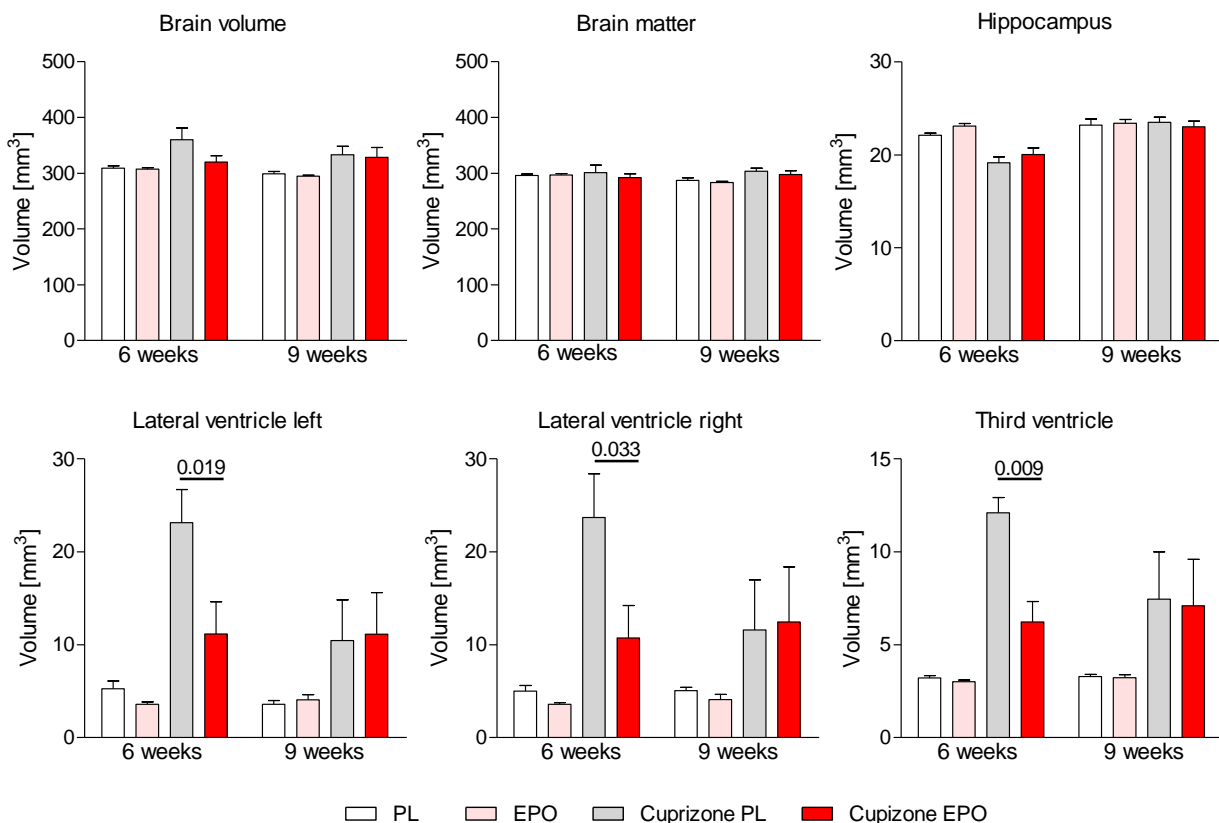 Brain volume
Brain matter
Hippocampus
Volume [mm3]
500
400
300
200
100
0
6 weeks
9 weeks
Volume [mm3]
500
400
300
200
100
0
6 weeks
9 weeks
Volume [mm3]
30
20
10
0
6 weeks
9 weeks
Lateral ventricle left
Lateral ventricle right
Third ventricle
Volume [mm3]
30
20
10
0
0.019
6 weeks
9 weeks
Volume [mm3]
30
20
10
0
0.033
6 weeks
9 weeks
Volume [mm3]
15
10
5
0
0.009
6 weeks
9 weeks
PL EPO Cuprizone PL Cupizone EPO